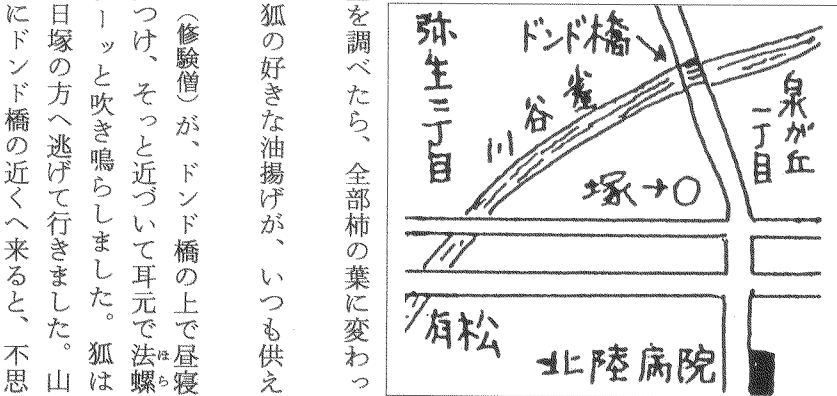 を調べたら、全部柿の葉に変わっ
狐の好きな油揚げが、いつも供え
（修験僧）が、ドンド橋の上で昼寝
つけ、そっと近づいて耳元で法螺
ほら
ーッと吹き鳴らしました。狐は
日塚の方へ逃げて行きました。山
にドンド橋の近くへ来ると、不思
ドンド橋
弥生二丁目
雀谷川
泉が丘一丁目
塚→○
有松
北陸病院